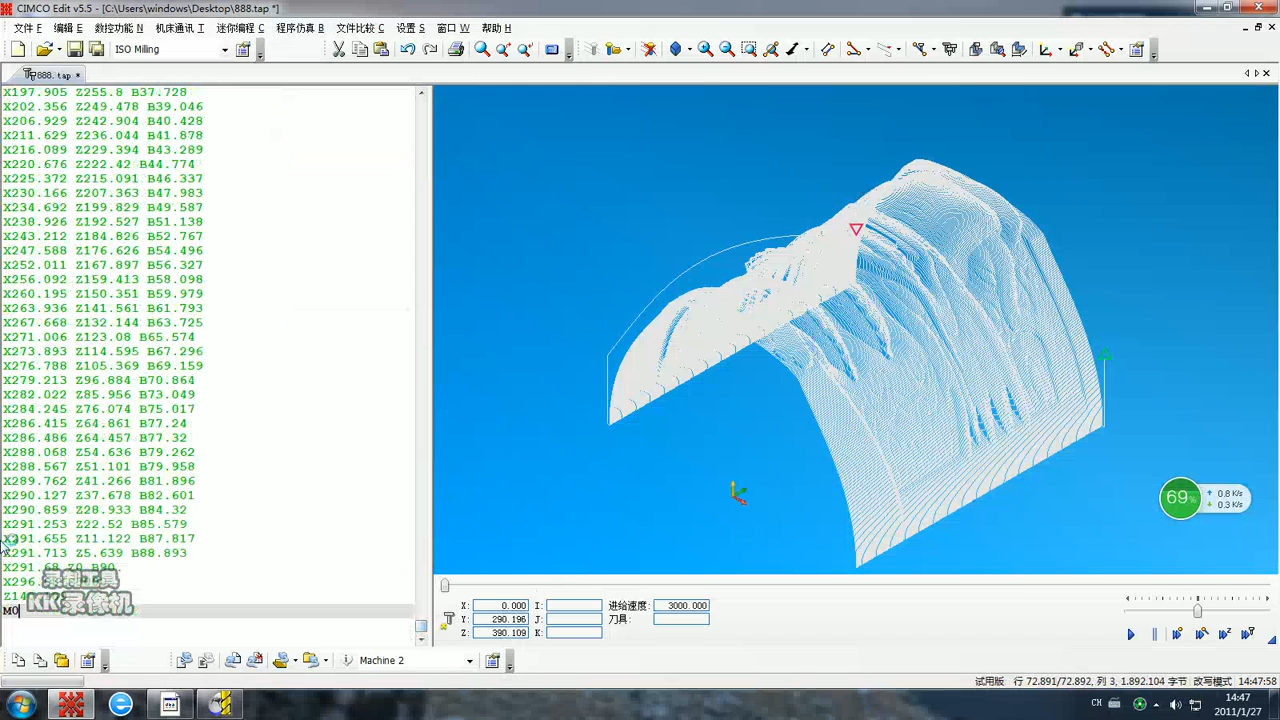 CIMCO Edit v5.5 - [C:\Users\windows\Desktop\888.tap *]
文件 F 编辑 E 数控功能 N 机床通讯 T 迷你编程 C 程序仿真 B 文件比较 C 设置 S 窗口 W 帮助 H
ISO Milling
888. tap *
X197.905 Z255.8 B37.728
X202.356 Z249.478 B39.046
X206.929 Z242.904 B40.428
X211.629 Z236.044 B41.878
X216.089 Z229.394 B43.289
X220.676 Z222.42 B44.774
X225.372 Z215.091 B46.337
X230.166 Z207.363 B47.983
X234.692 Z199.829 B49.587
X238.926 Z192.527 B51.138
X243.212 Z184.826 B52.767
X247.588 Z176.626 B54.496
X252.011 Z167.897 B56.327
X256.092 Z159.413 B58.098
X260.195 Z150.351 B59.979
X263.936 Z141.561 B61.793
X267.668 Z132.144 B63.725
X271.006 Z123.08 B65.574
X273.893 Z114.595 B67.296
X276.788 Z105.369 B69.159
X279.213 Z96.884 B70.864
X282.022 Z85.956 B73.049
X284.245 Z76.074 B75.017
X286.415 Z64.861 B77.24
X286.486 Z64.457 B77.32
X288.068 Z54.636 B79.262
X288.567 Z51.101 B79.958
X289.762 Z41.266 B81.896
X290.127 Z37.678 B82.601
X290.859 Z28.933 B84.32
X291.253 Z22.52 B85.579
X291.655 Z11.122 B87.817
X291.713 Z5.639 B88.893
X291.68 Z0 B90.
X296.
Z14
M0
录制工具
KK录像机
69%
0.8 K/s
0.3 K/s
X: 0.000 I: 进给速度: 3000.000
Y: 290.196 J: 刀具:
Z: 390.109 K:
Machine 2
试用版 行 72.891/72.892, 列 3, 1.892.104 字节 改写模式 14:47:58
CH 14:47
2011/1/27